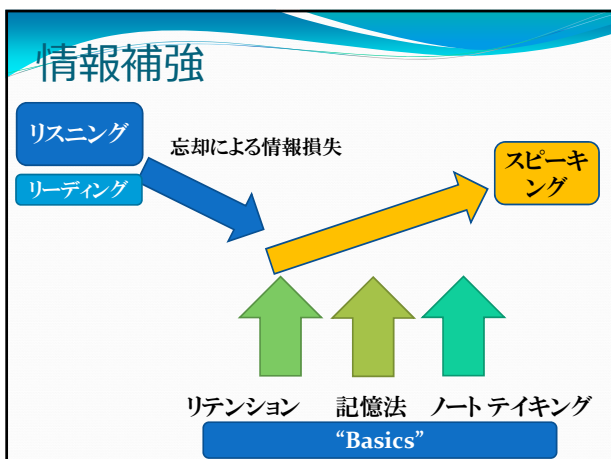 情報補強
リスニング
忘却による情報損失
スピーキ
ング
リーディング
リテンション 記憶法 ノートテイキング
“Basics”